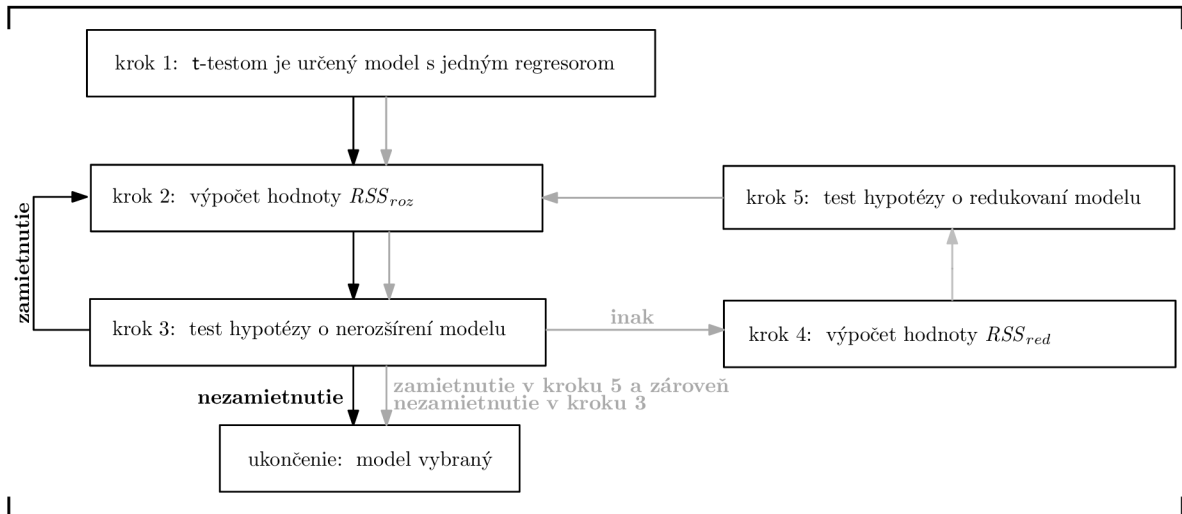 krok 1: t-testom je určený model s jedným regresorom
krok 2: výpočet hodnoty RSS_roz
krok 5: test hypotézy o redukovaní modelu
zamietnutie
krok 3: test hypotézy o nerozšírení modelu
inak
krok 4: výpočet hodnoty RSS_red
nezamietnutie
zamietnutie v kroku 5 a zároveň
nezamietnutie v kroku 3
ukončenie: model vybraný